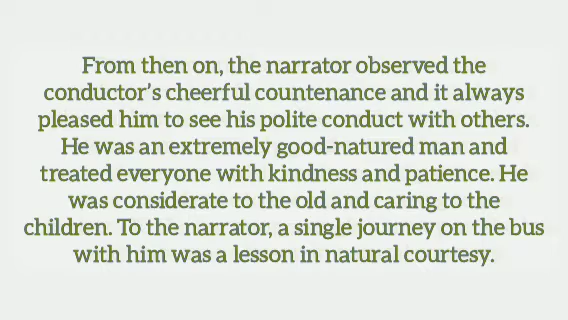 From then on, the narrator observed the
conductor's cheerful countenance and it always
pleased him to see his polite conduct with others.
He was an extremely good-natured man and
treated everyone with kindness and patience. He
was considerate to the old and caring to the
children. To the narrator, a single journey on the bus
with him was a lesson in natural courtesy.